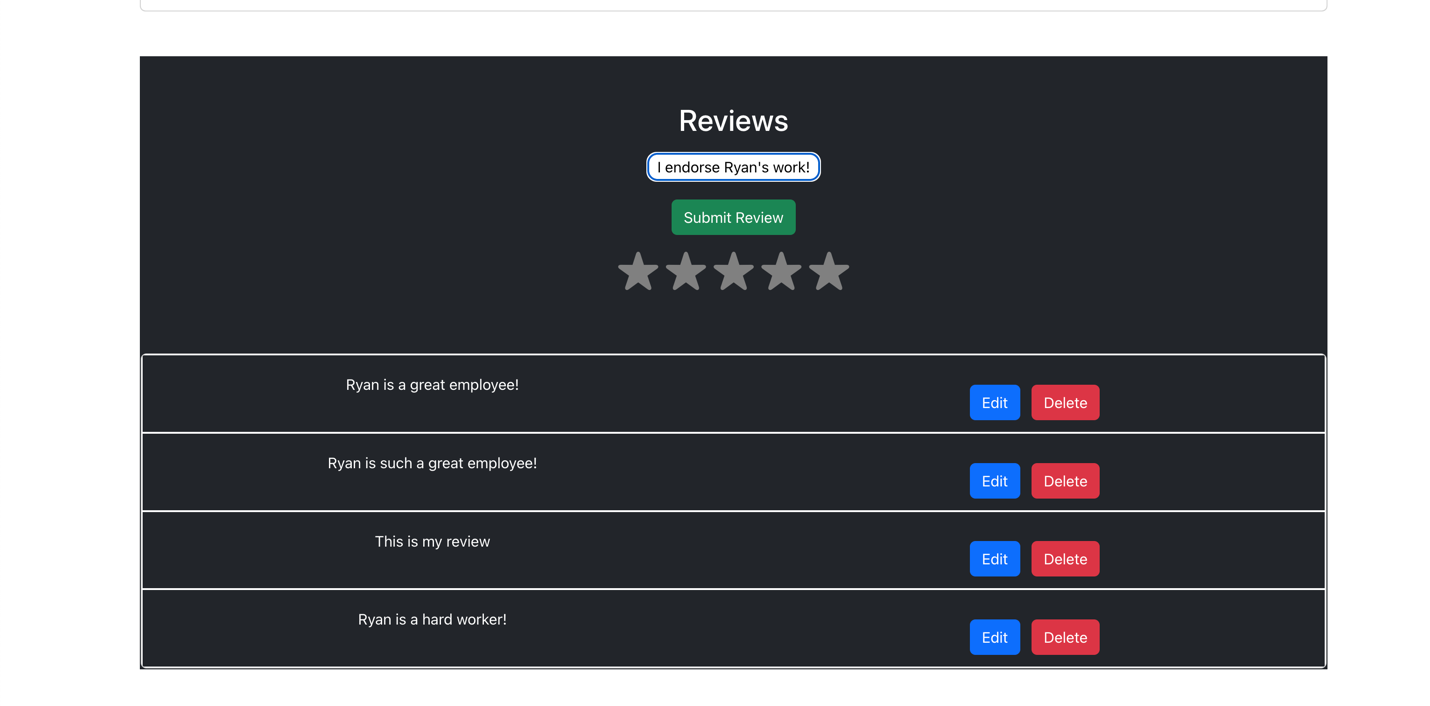 Reviews
I endorse Ryan's work!
Submit Review
Ryan is a great employee!
Edit Delete
Ryan is such a great employee!
Edit Delete
This is my review
Edit Delete
Ryan is a hard worker!
Edit Delete